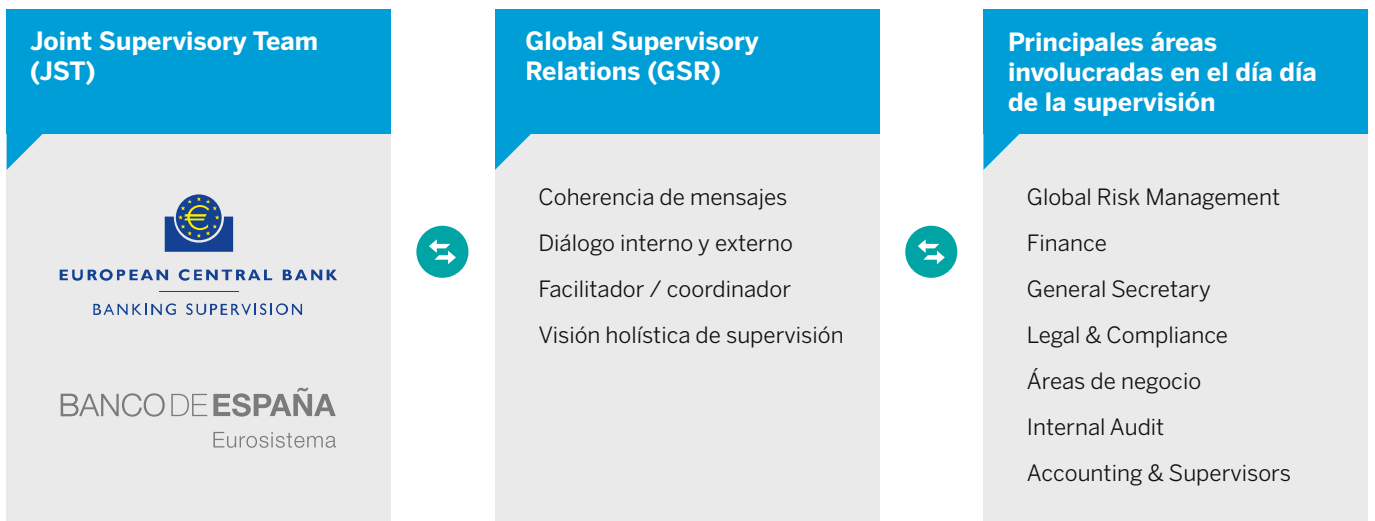 Joint Supervisory Team
(JST)
EUROPEAN CENTRAL BANK
BANKING SUPERVISION
BANCO DE ESPAÑA
Eurosistema
Global Supervisory
Relations (GSR)
Coherencia de mensajes
Diálogo interno y externo
Facilitador / coordinador
Visión holística de supervisión
Principales áreas
involucradas en el día día
de la supervisión
Global Risk Management
Finance
General Secretary
Legal & Compliance
Áreas de negocio
Internal Audit
Accounting & Supervisors